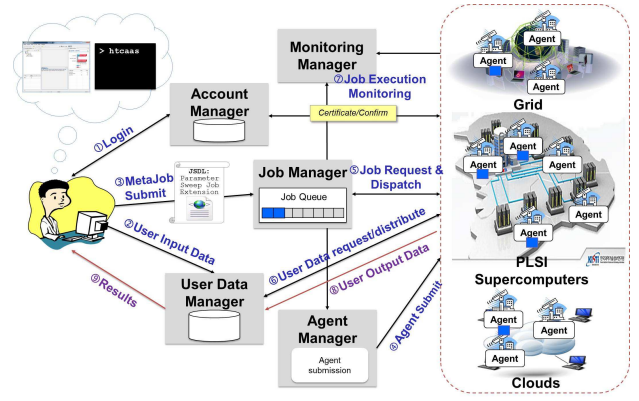 > htcaas
Monitoring
Manager
⑦Job Execution
Monitoring
Account
Manager
Certificate/Confirm
①Login
③MetaJob
Submit
JSDL:
Parameter
Sweep Job
Extension
Job Manager
Job Queue
⑤Job Request &
Dispatch
②User Input Data
⑥User Data request/distribute
⑧User Output Data
⑨Results
User Data
Manager
Agent
Manager
Agent
submission
④Agent Submit
Agent
Agent
Agent
Grid
Agent
Agent
Agent
Agent
Agent
KISTI
PLSI
Supercomputers
Agent
Agent
Agent
Clouds